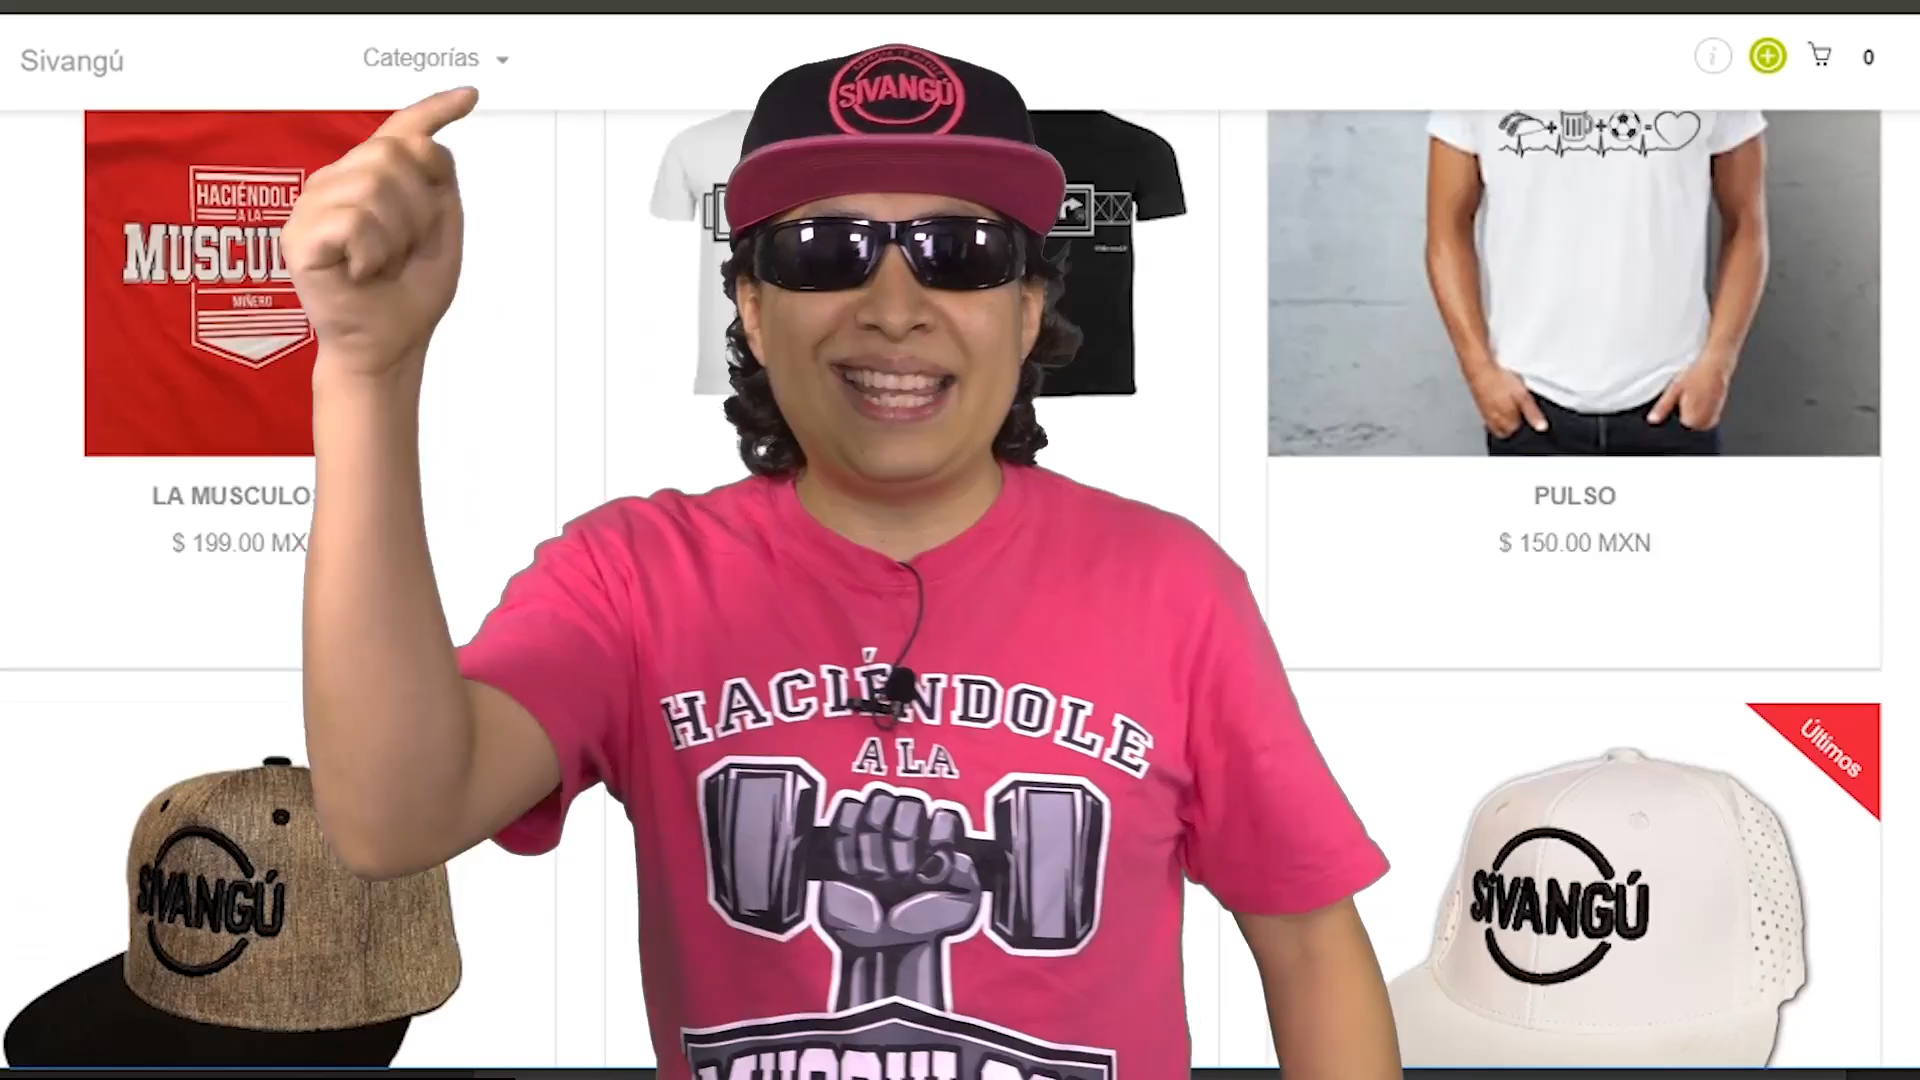 Sivangú
Categorías
0
SIVANGÚ
HACIÉNDOLE
A LA
MUSCUL
MINERO
LA MUSCULO
$ 199.00 MX
PULSO
$ 150.00 MXN
HACIÉNDOLE
A LA
SIVANGÚ
Últimos
SIVANGÚ